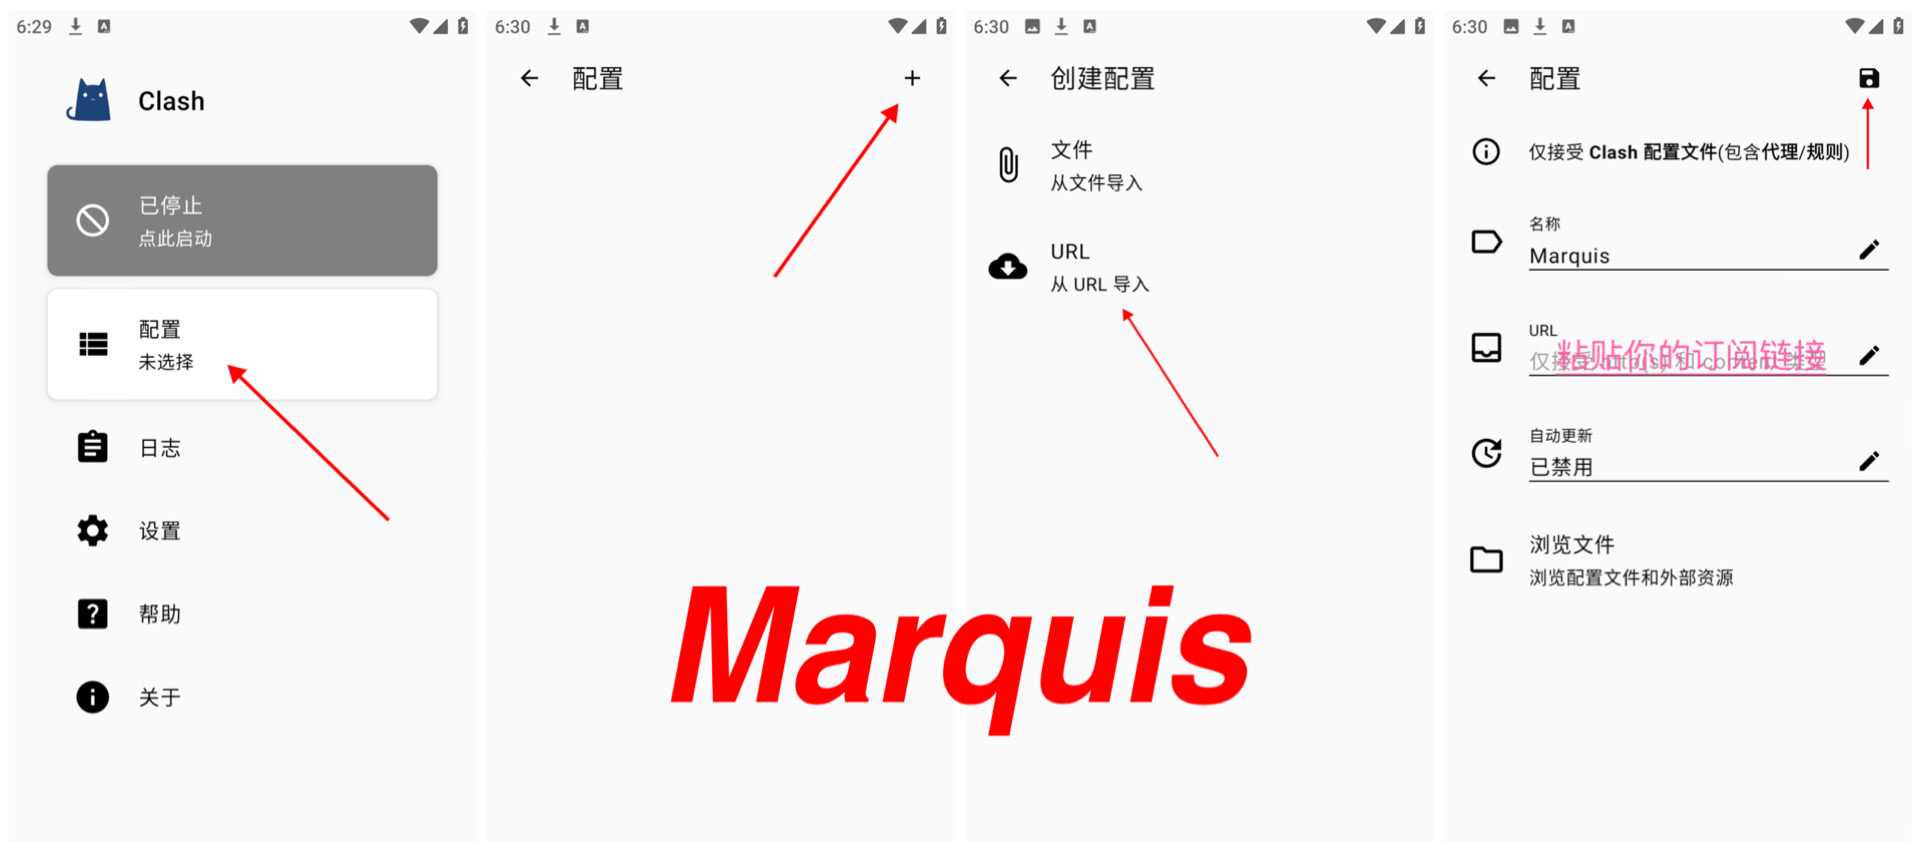 6:29
Clash
已停止
点此启动
配置
未选择
日志
设置
帮助
关于
6:30
配置
6:30
创建配置
文件
从文件导入
URL
从 URL 导入
Marquis
6:30
配置
仅接受 Clash 配置文件(包含代理/规则)
名称
Marquis
URL
粘贴你的订阅链接
自动更新
已禁用
浏览文件
浏览配置文件和外部资源